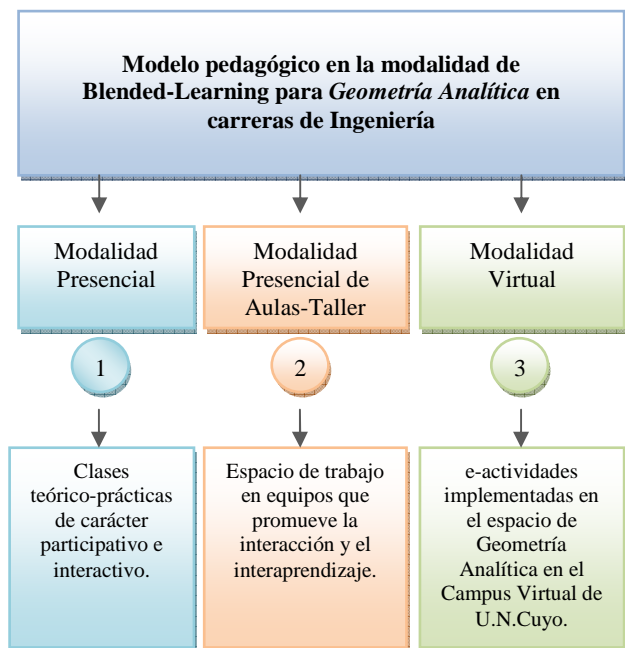 Modelo pedagógico en la modalidad de
Blended-Learning para Geometría Analítica en
carreras de Ingeniería
Modalidad
Presencial
Modalidad
Presencial de
Aulas-Taller
Modalidad
Virtual
1
2
3
Clases
teórico-prácticas
de carácter
participativo e
interactivo.
Espacio de trabajo
en equipos que
promueve la
interacción y el
interaprendizaje.
e-actividades
implementadas en
el espacio de
Geometría
Analítica en el
Campus Virtual de
U.N.Cuyo.